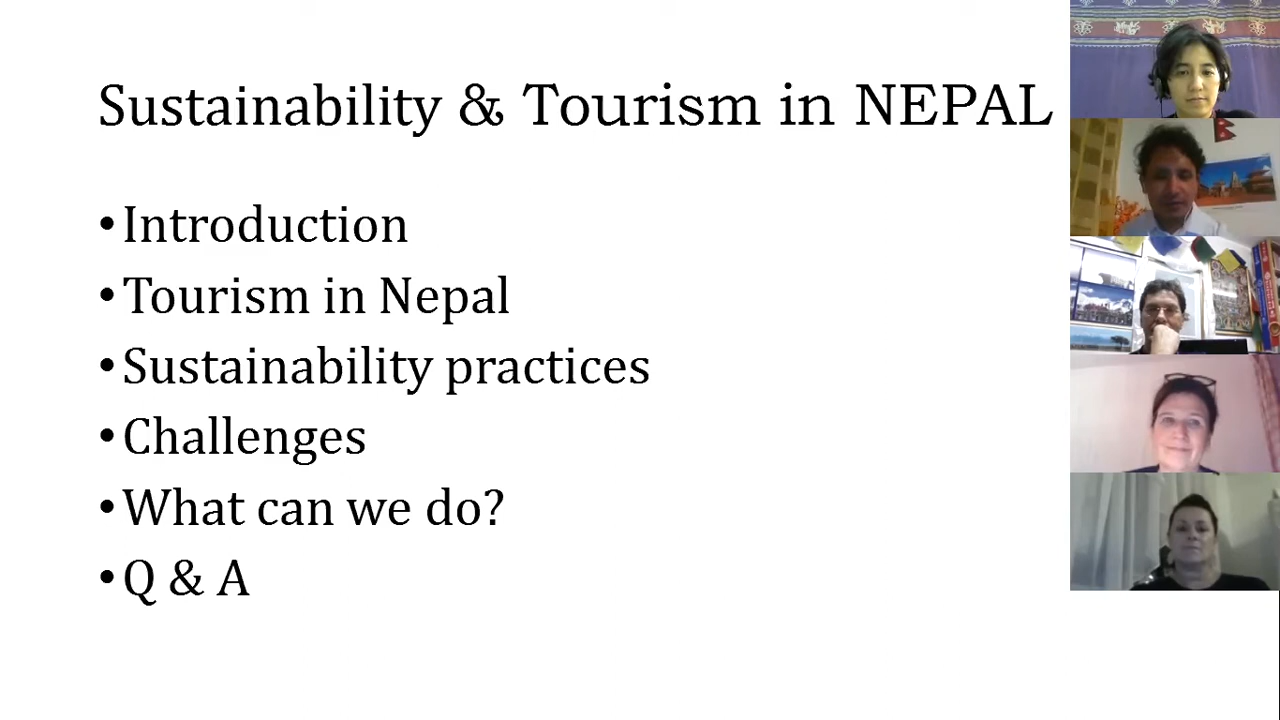 Sustainability & Tourism in NEPAL
•Introduction
•Tourism in Nepal
•Sustainability practices
•Challenges
•What can we do?
•Q & A